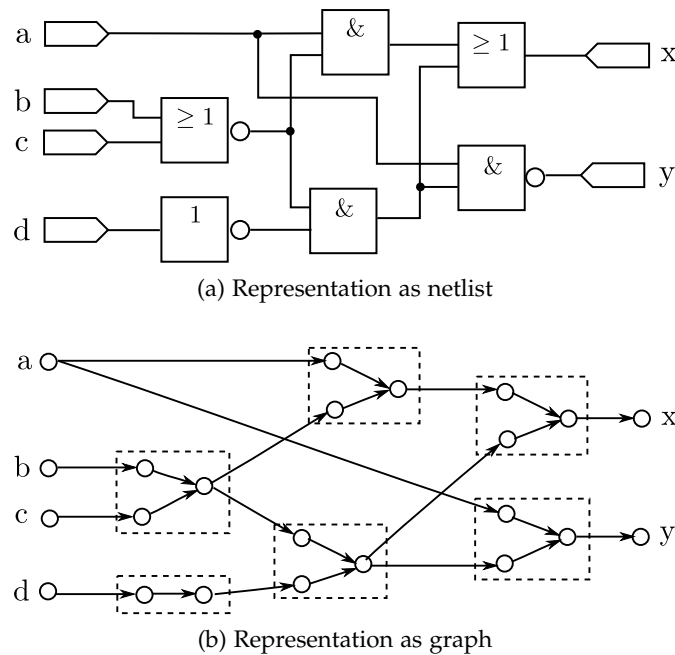 a
&
≥ 1
x
b
≥ 1
c
&
y
d
1
&
(a) Representation as netlist
a
x
b
c
y
d
(b) Representation as graph